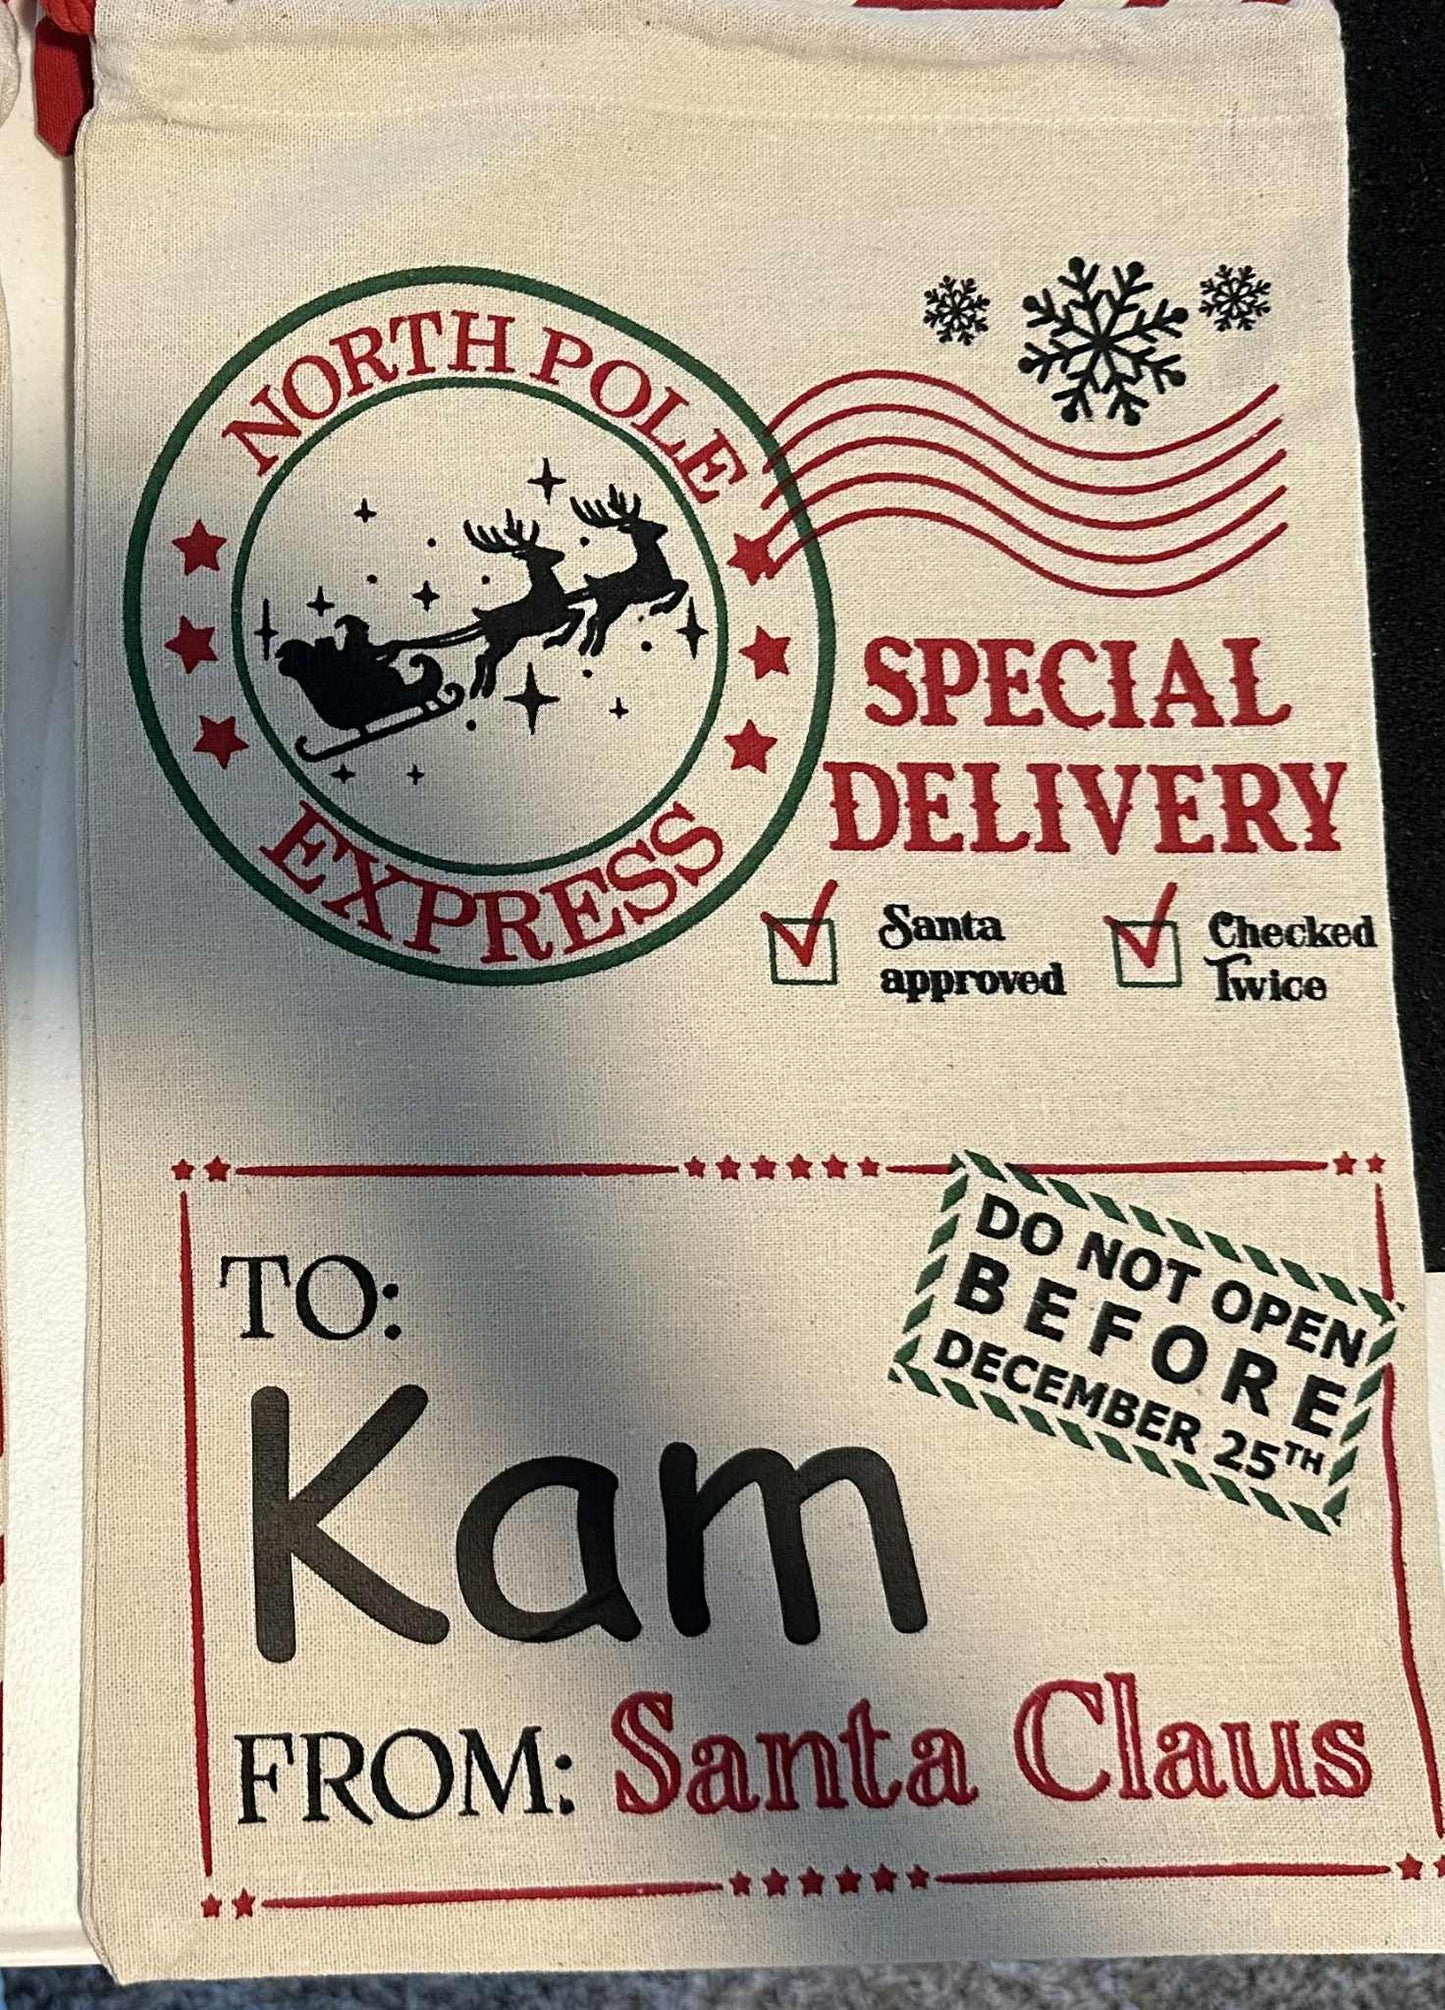 NORTH POLE
EXPRESS
SPECIAL
DELIVERY
Santa
approved
Checked
Twice
DO NOT OPEN
BEFORE
DECEMBER 25TH
TO:
Kam
FROM: Santa Claus